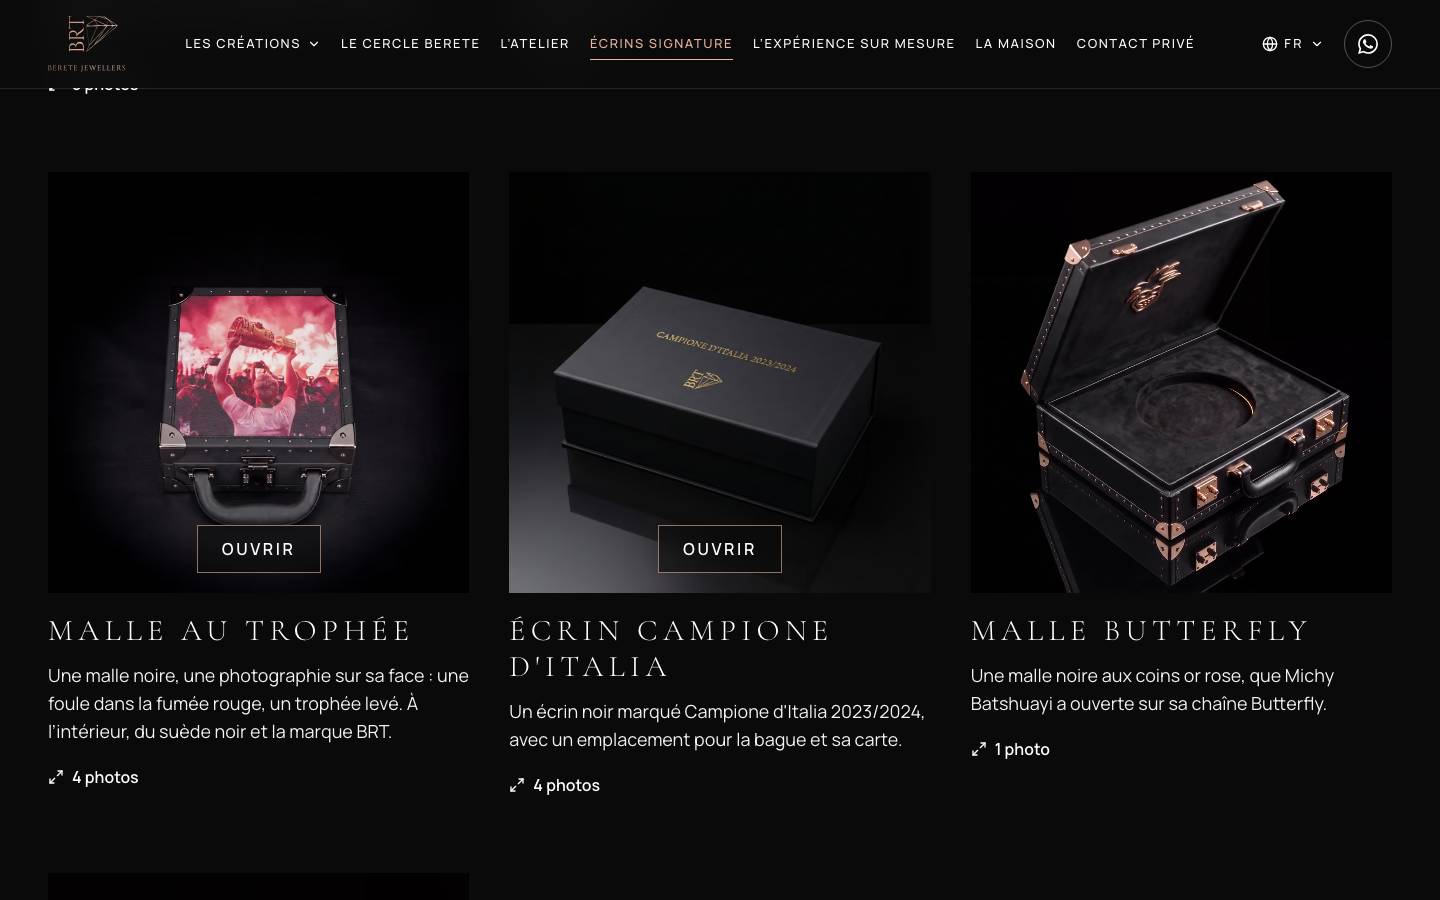 BRT
BERETE JEWELLERS
LES CRÉATIONS
LE CERCLE BERETE
L'ATELIER
ÉCRINS SIGNATURE
L'EXPÉRIENCE SUR MESURE
LA MAISON
CONTACT PRIVÉ
FR
CAMPIONE D'ITALIA 2023/2024
BRT
OUVRIR
OUVRIR
MALLE AU TROPHÉE
Une malle noire, une photographie sur sa face : une
foule dans la fumée rouge, un trophée levé. À
l'intérieur, du suède noir et la marque BRT.
4 photos
ÉCRIN CAMPIONE
D'ITALIA
Un écrin noir marqué Campione d'Italia 2023/2024,
avec un emplacement pour la bague et sa carte.
4 photos
MALLE BUTTERFLY
Une malle noire aux coins or rose, que Michy
Batshuayi a ouverte sur sa chaîne Butterfly.
1 photo